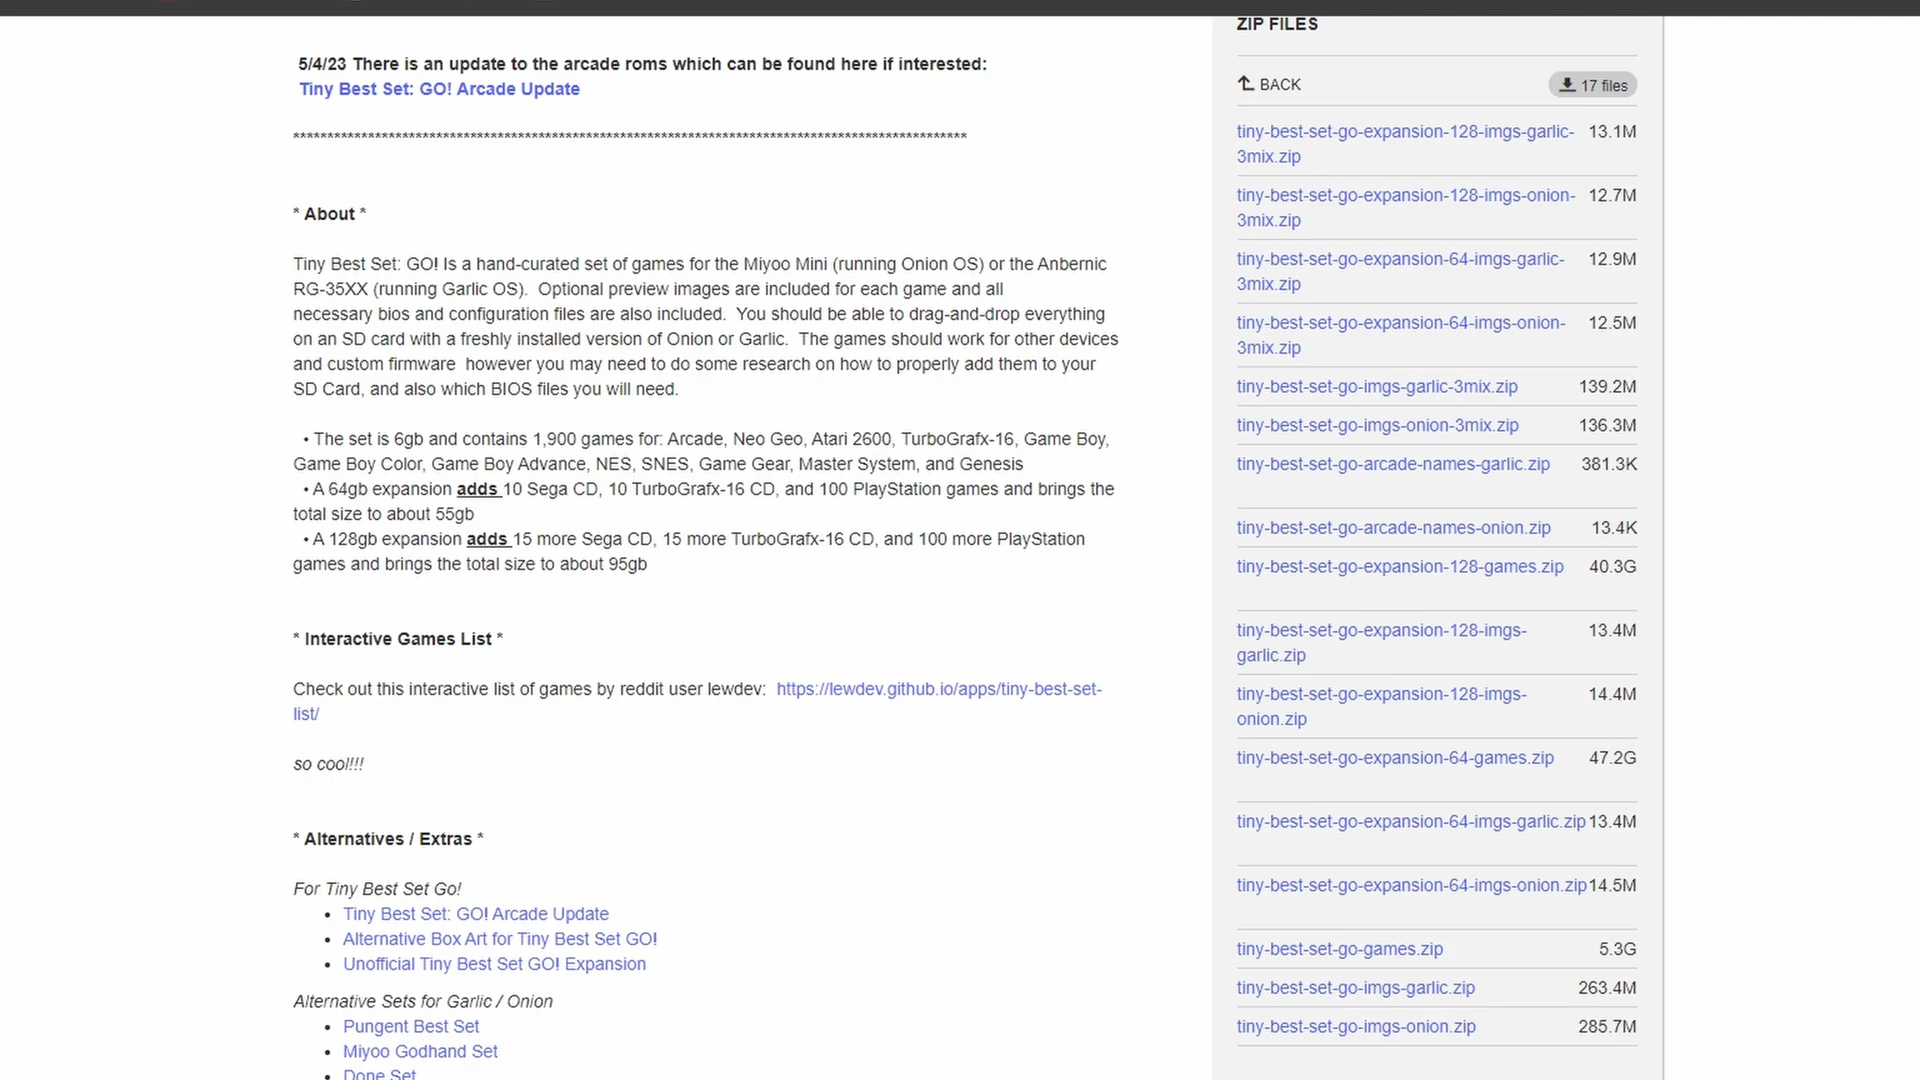 5/4/23 There is an update to the arcade roms which can be found here if interested:
Tiny Best Set: GO! Arcade Update
****************************************************************************************************
* About *
Tiny Best Set: GO! Is a hand-curated set of games for the Miyoo Mini (running Onion OS) or the Anbernic
RG-35XX (running Garlic OS).  Optional preview images are included for each game and all
necessary bios and configuration files are also included.  You should be able to drag-and-drop everything
on an SD card with a freshly installed version of Onion or Garlic.  The games should work for other devices
and custom firmware  however you may need to do some research on how to properly add them to your
SD Card, and also which BIOS files you will need.
• The set is 6gb and contains 1,900 games for: Arcade, Neo Geo, Atari 2600, TurboGrafx-16, Game Boy,
Game Boy Color, Game Boy Advance, NES, SNES, Game Gear, Master System, and Genesis
• A 64gb expansion adds 10 Sega CD, 10 TurboGrafx-16 CD, and 100 PlayStation games and brings the
total size to about 55gb
• A 128gb expansion adds 15 more Sega CD, 15 more TurboGrafx-16 CD, and 100 more PlayStation
games and brings the total size to about 95gb
* Interactive Games List *
Check out this interactive list of games by reddit user lewdev:  https://lewdev.github.io/apps/tiny-best-set-
list/
so cool!!!
* Alternatives / Extras *
For Tiny Best Set Go!
• Tiny Best Set: GO! Arcade Update
• Alternative Box Art for Tiny Best Set GO!
• Unofficial Tiny Best Set GO! Expansion
Alternative Sets for Garlic / Onion
• Pungent Best Set
• Miyoo Godhand Set
• Done Set
ZIP FILES
BACK 17 files
tiny-best-set-go-expansion-128-imgs-garlic- 13.1M
3mix.zip
tiny-best-set-go-expansion-128-imgs-onion- 12.7M
3mix.zip
tiny-best-set-go-expansion-64-imgs-garlic- 12.9M
3mix.zip
tiny-best-set-go-expansion-64-imgs-onion- 12.5M
3mix.zip
tiny-best-set-go-imgs-garlic-3mix.zip 139.2M
tiny-best-set-go-imgs-onion-3mix.zip 136.3M
tiny-best-set-go-arcade-names-garlic.zip 381.3K
tiny-best-set-go-arcade-names-onion.zip 13.4K
tiny-best-set-go-expansion-128-games.zip 40.3G
tiny-best-set-go-expansion-128-imgs- 13.4M
garlic.zip
tiny-best-set-go-expansion-128-imgs- 14.4M
onion.zip
tiny-best-set-go-expansion-64-games.zip 47.2G
tiny-best-set-go-expansion-64-imgs-garlic.zip 13.4M
tiny-best-set-go-expansion-64-imgs-onion.zip 14.5M
tiny-best-set-go-games.zip 5.3G
tiny-best-set-go-imgs-garlic.zip 263.4M
tiny-best-set-go-imgs-onion.zip 285.7M